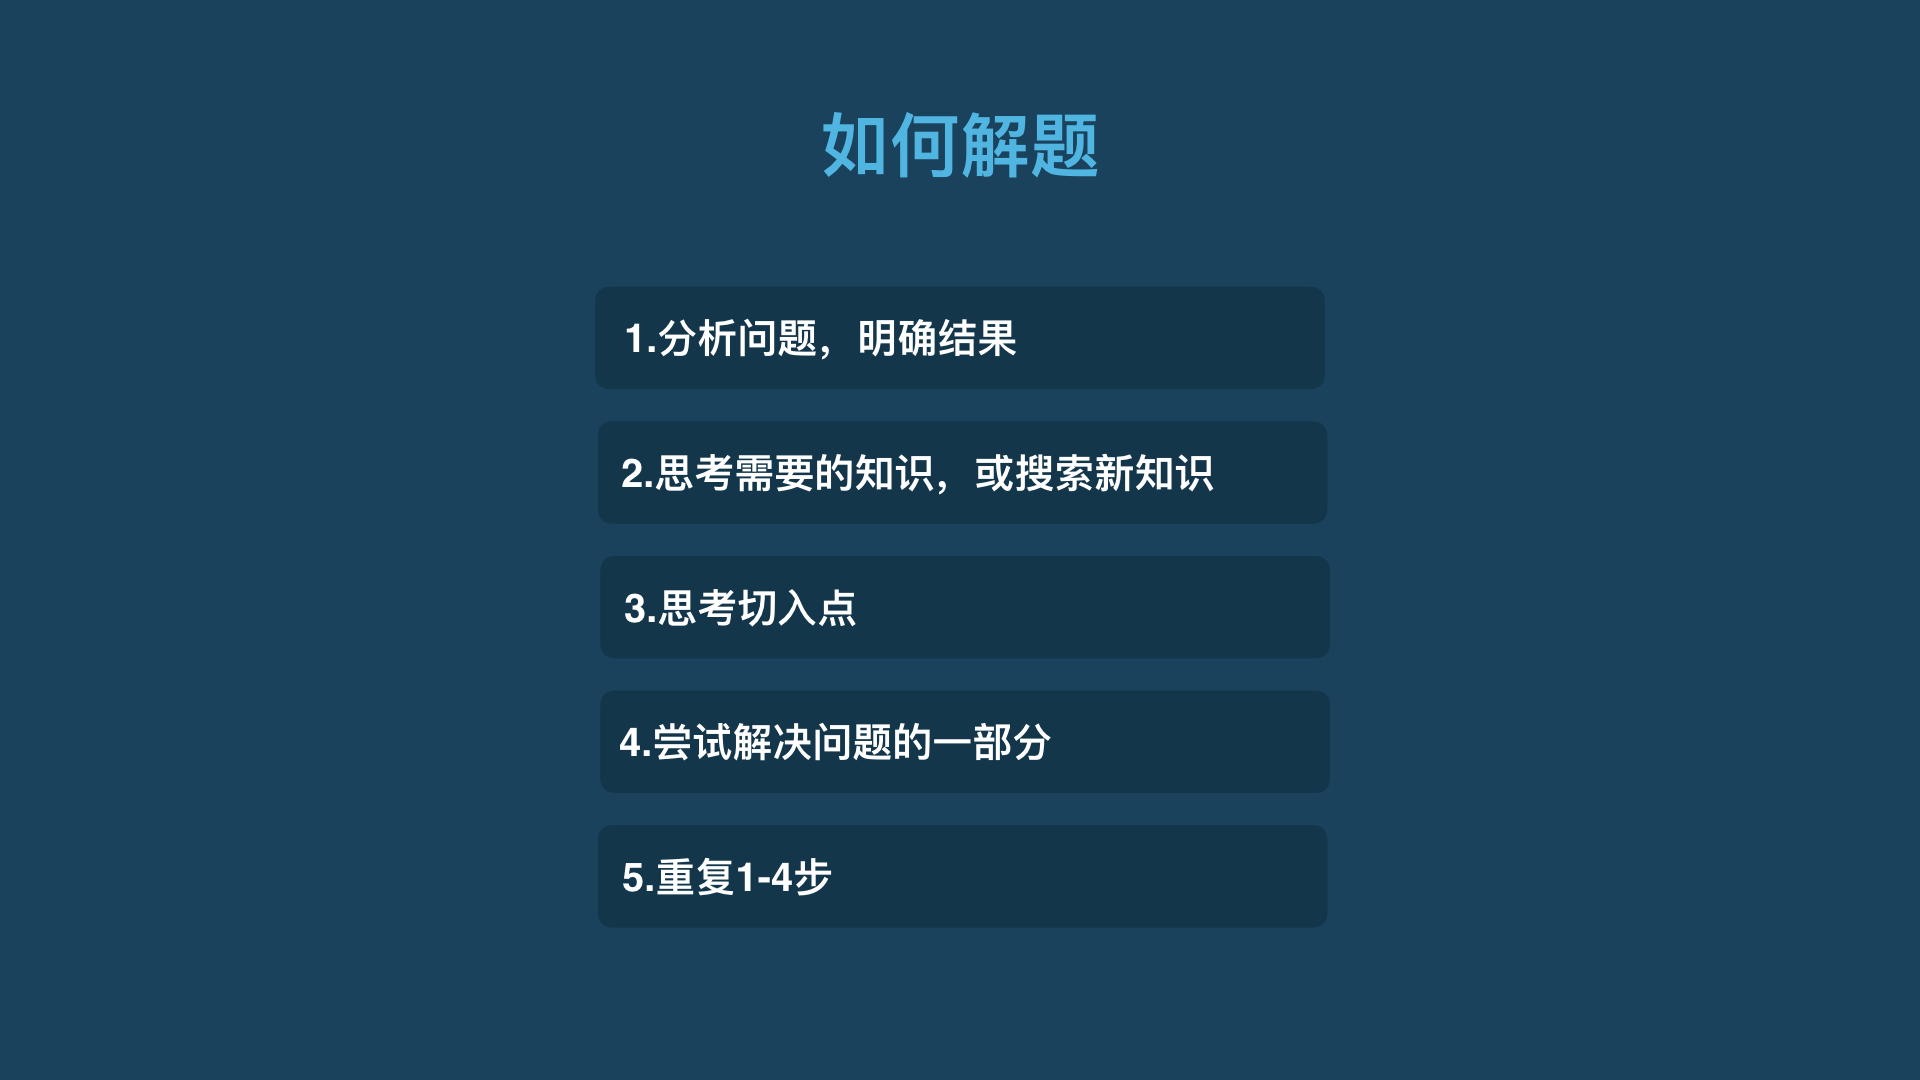 如何解题
1.分析问题，明确结果
2.思考需要的知识，或搜索新知识
3.思考切入点
4.尝试解决问题的一部分
5.重复1-4步